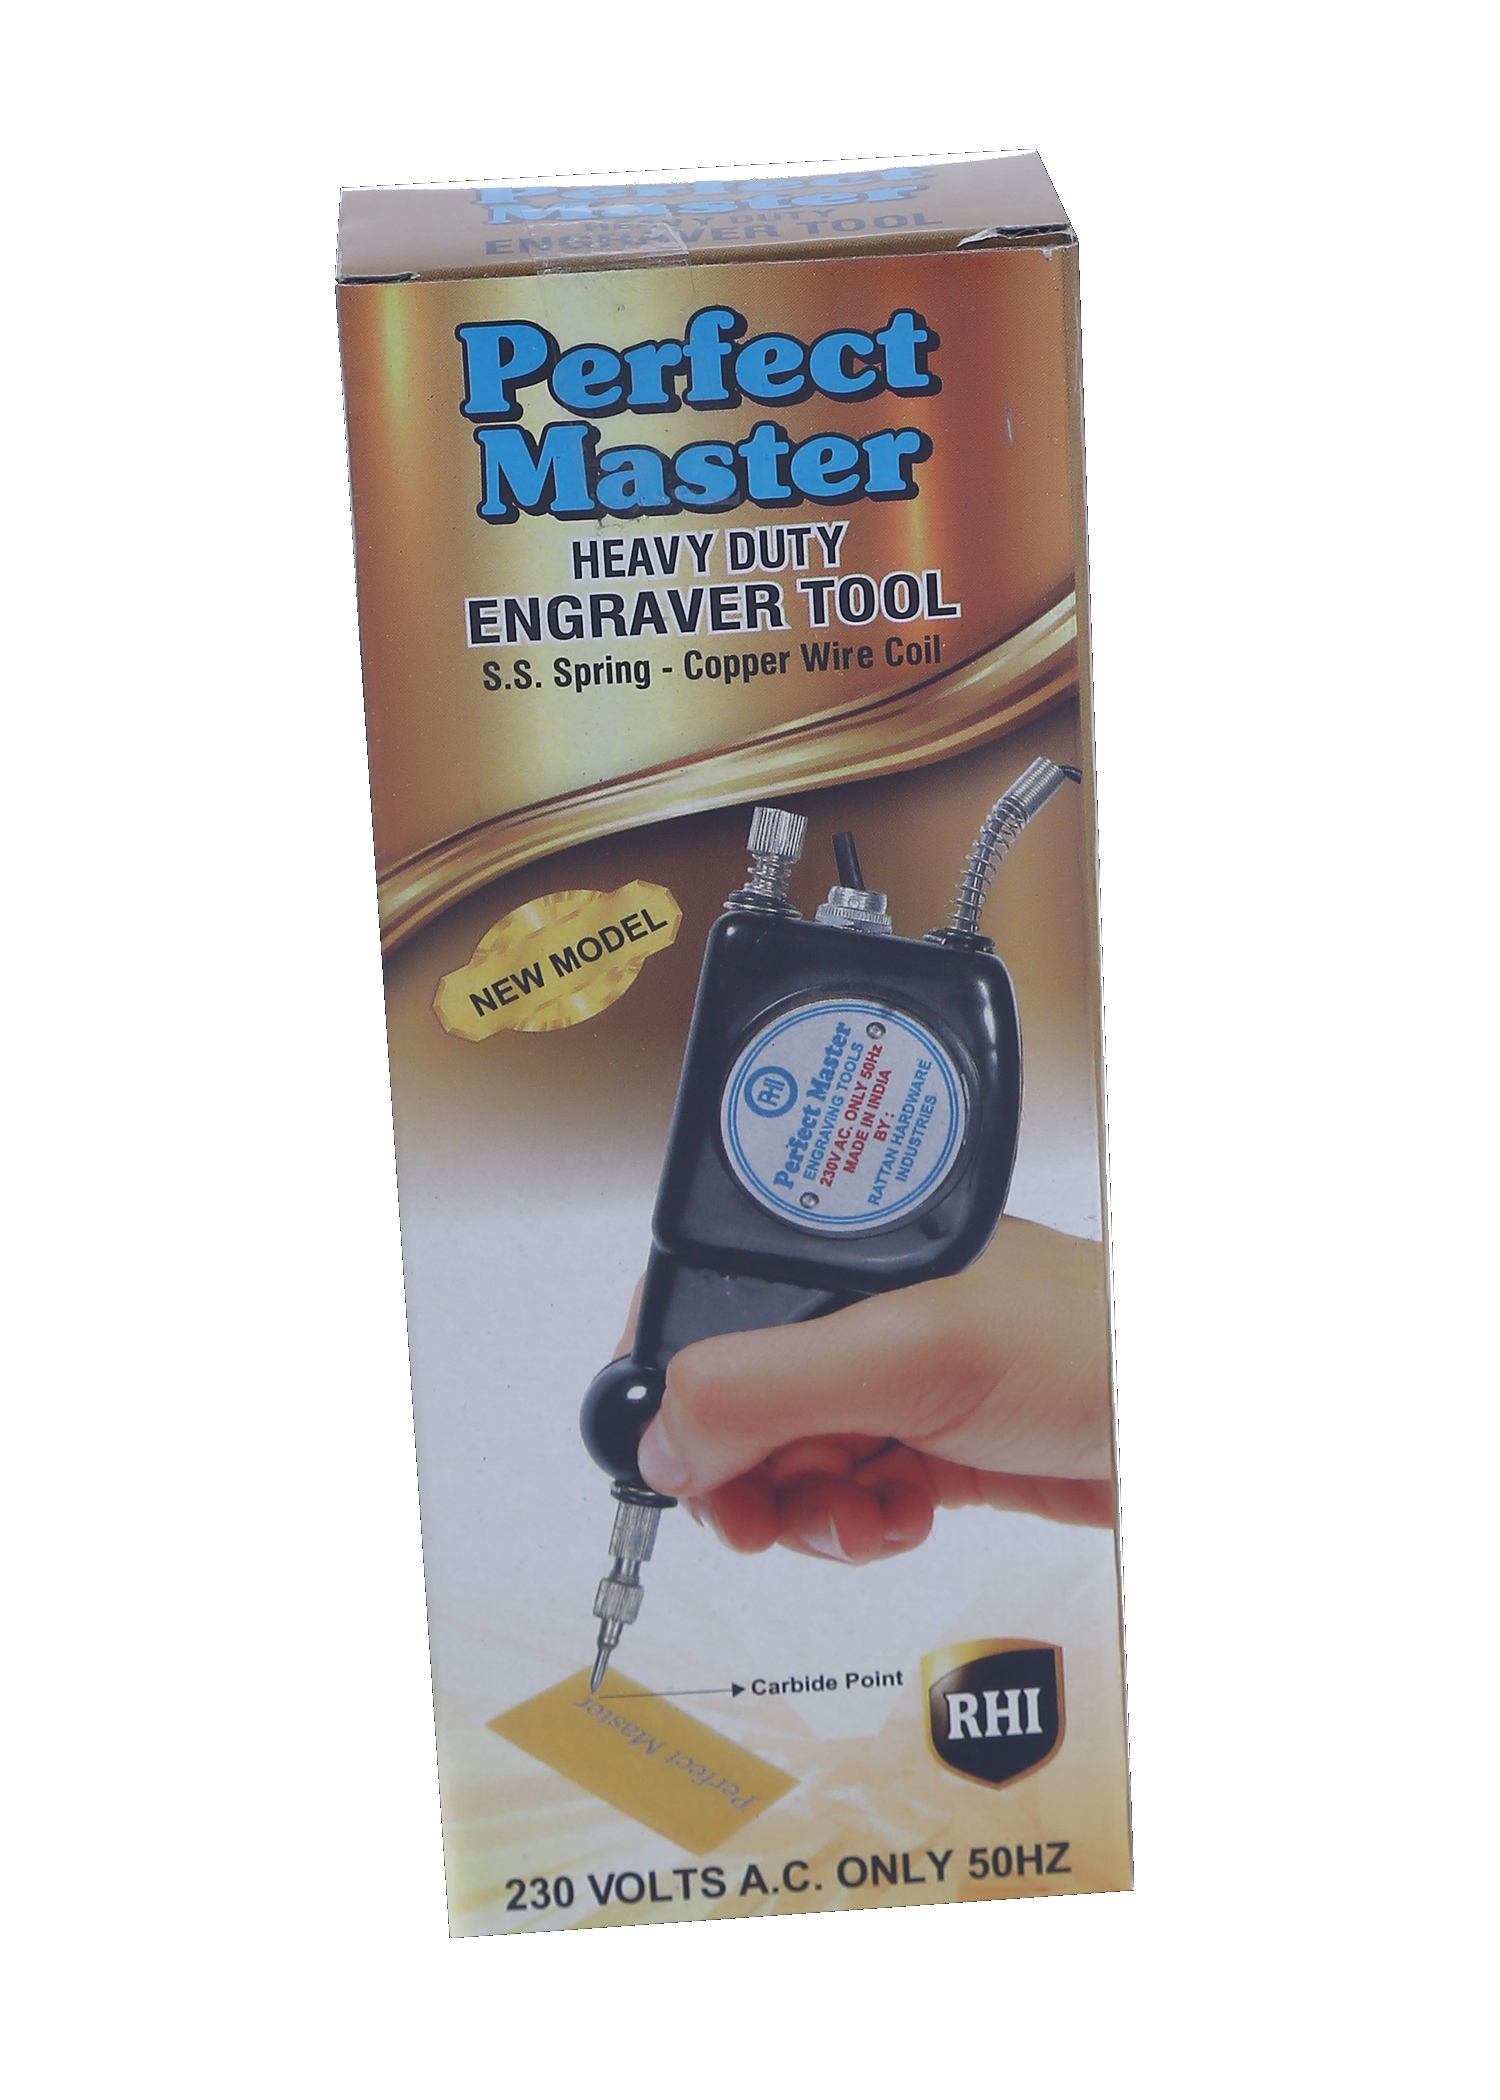 Perfect
Master
HEAVY DUTY
ENGRAVER TOOL
Perfect
Master
HEAVY DUTY
ENGRAVER TOOL
S.S. Spring - Copper Wire Coil
NEW MODEL
RHI
Perfect Master
ENGRAVING TOOLS
230V AC. ONLY 50Hz
MADE IN INDIA
BY :
RATTAN HARDWARE
INDUSTRIES
Carbide Point
Perfect Master
RHI
230 VOLTS A.C. ONLY 50HZ